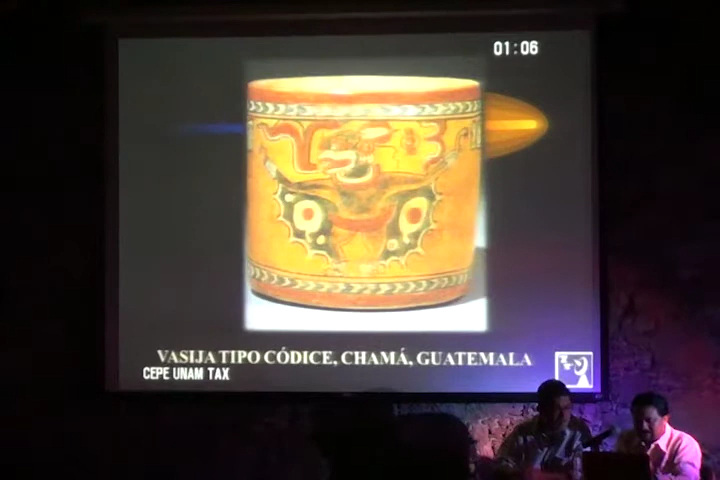 01:06
VASIJA TIPO CÓDICE, CHAMÁ, GUATEMALA
CEPE UNAM TAX